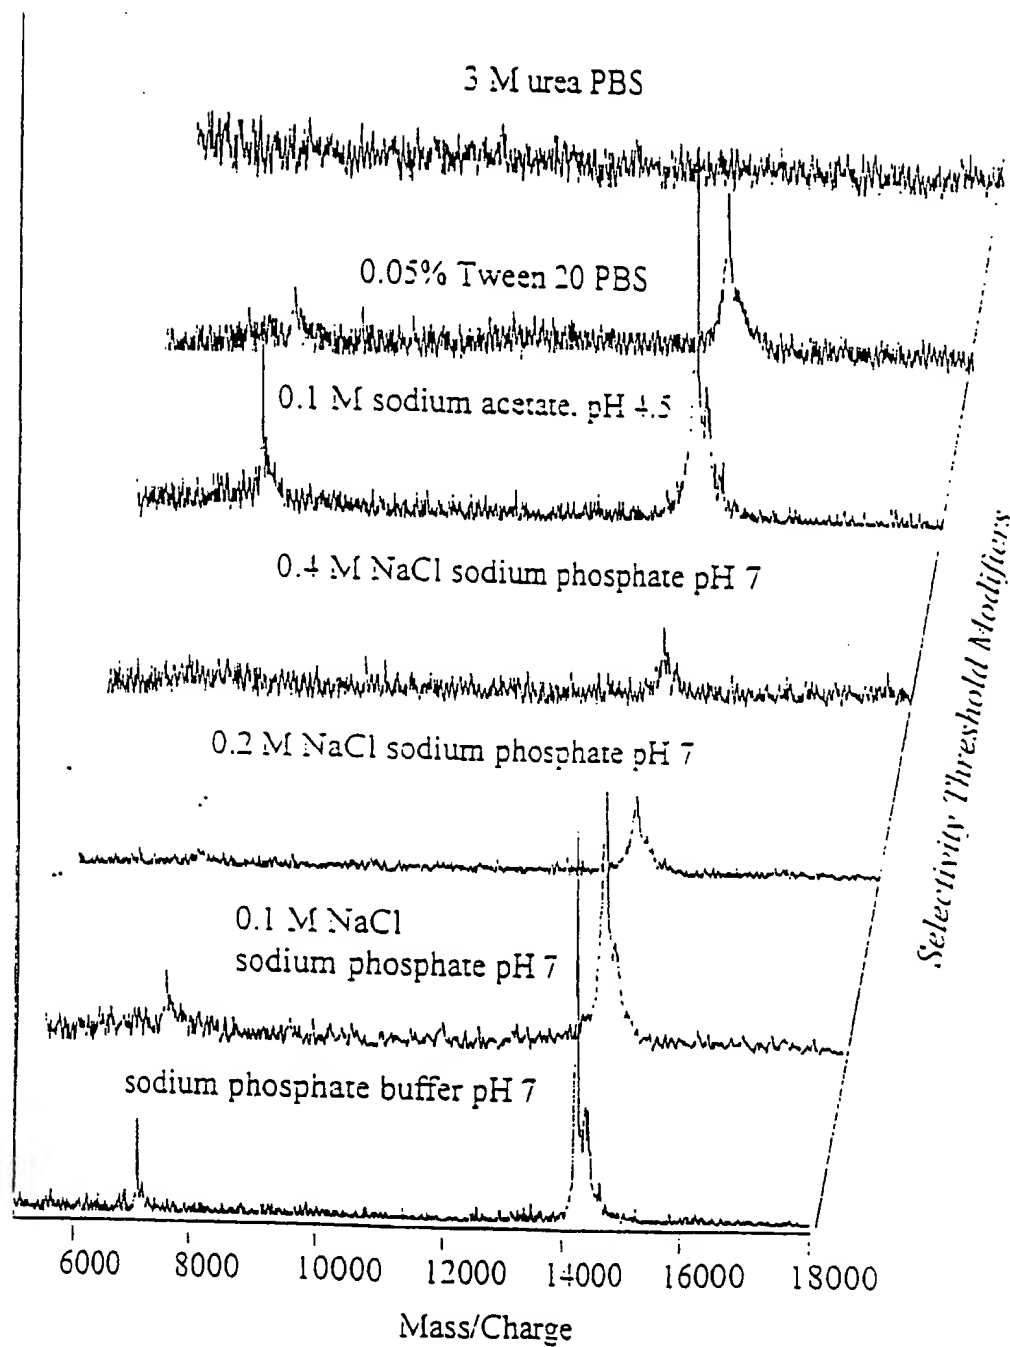 3 M urea PBS
0.05% Tween 20 PBS
0.1 M sodium acetate. pH 4.5
0.4 M NaCl sodium phosphate pH 7
0.2 M NaCl sodium phosphate pH 7
0.1 M NaCl
sodium phosphate pH 7
sodium phosphate buffer pH 7
Selectivity Threshold Modifiers
6000 8000 10000 12000 14000 16000 18000
Mass/Charge